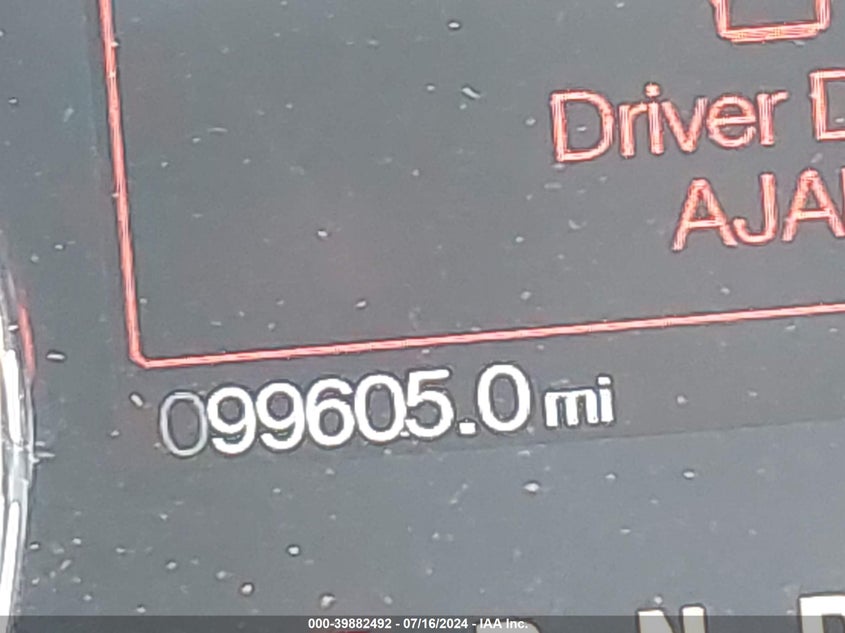 Driver D
AJA
099605.0 mi
N
000-39882492 - 07/16/2024 - IAA Inc.